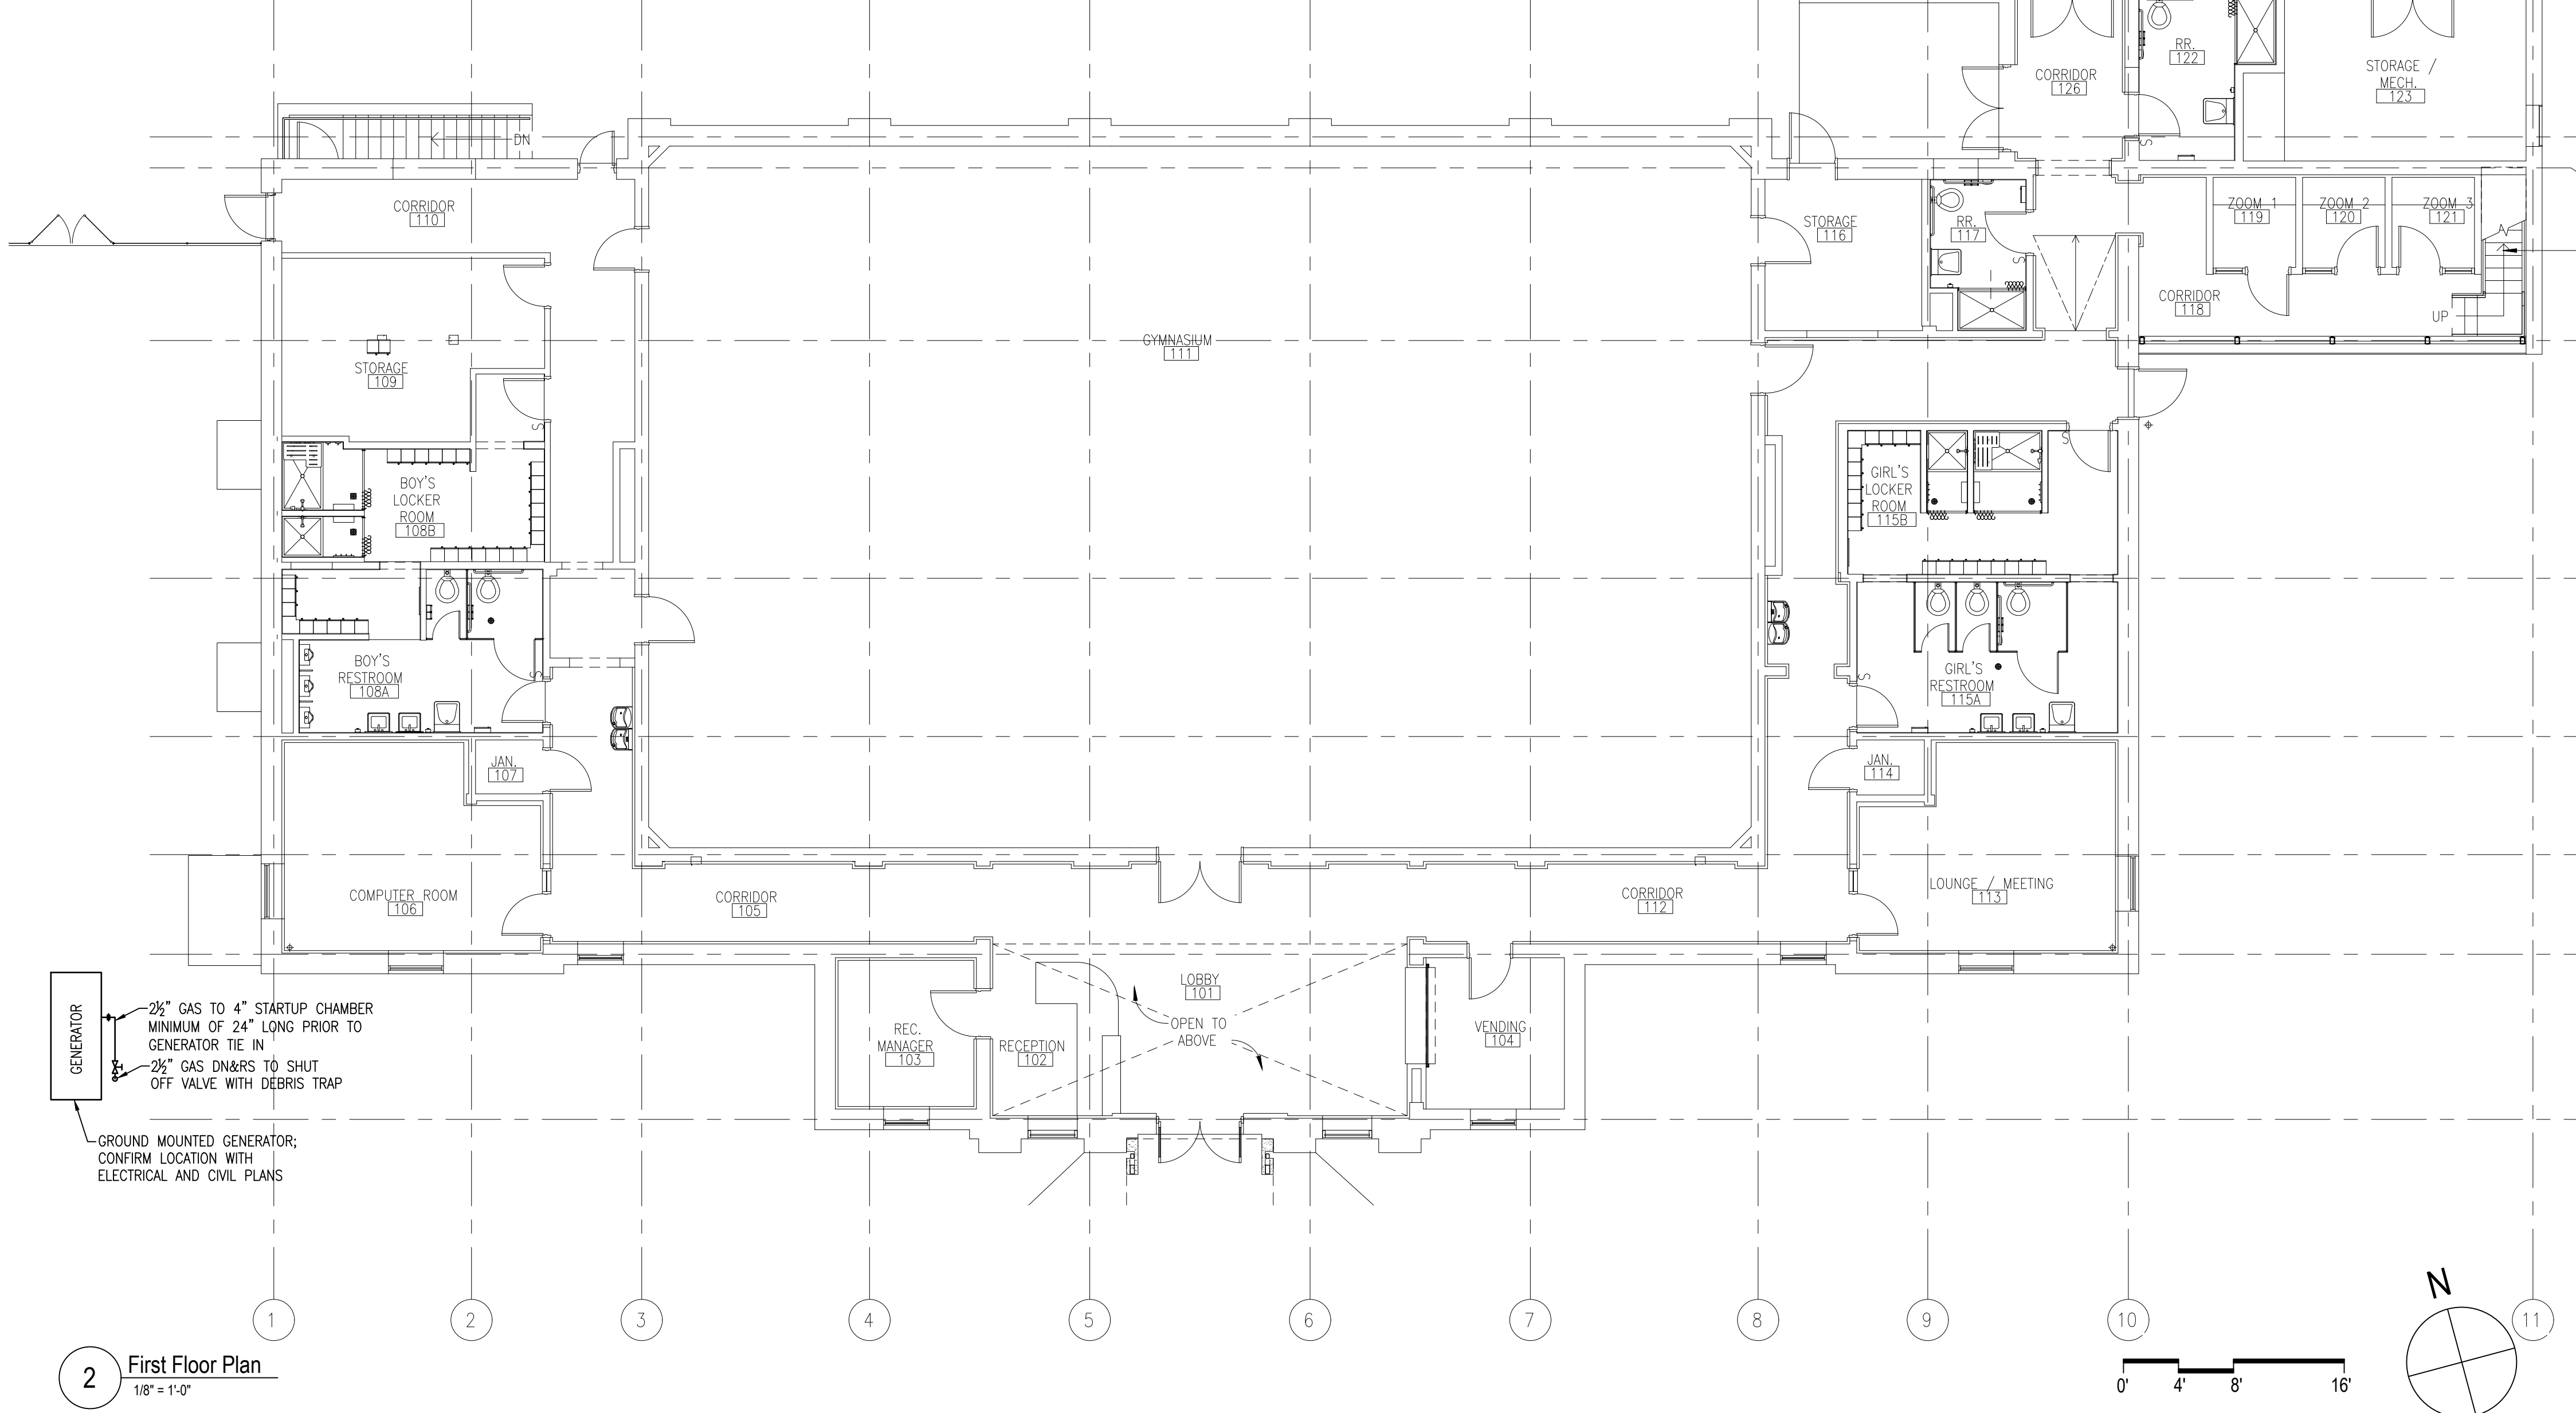 RR.
122
STORAGE /
MECH.
123
CORRIDOR
126
DN
CORRIDOR
110
STORAGE
116
RR.
117
S
S
ZOOM 1
119
ZOOM 2
120
ZOOM 3
121
CORRIDOR
118
UP
GYMNASIUM
111
STORAGE
109
S
BOY'S
LOCKER
ROOM
108B
GIRL'S
LOCKER
ROOM
115B
S
BOY'S
RESTROOM
108A
S
GIRL'S
RESTROOM
115A
S
JAN.
107
JAN.
114
COMPUTER ROOM
106
CORRIDOR
105
CORRIDOR
112
LOUNGE / MEETING
113
LOBBY
101
OPEN TO
ABOVE
REC.
MANAGER
103
RECEPTION
102
VENDING
104
GENERATOR
2½" GAS TO 4" STARTUP CHAMBER
MINIMUM OF 24" LONG PRIOR TO
GENERATOR TIE IN
2½" GAS DN&RS TO SHUT
OFF VALVE WITH DEBRIS TRAP
GROUND MOUNTED GENERATOR;
CONFIRM LOCATION WITH
ELECTRICAL AND CIVIL PLANS
1
2
3
4
5
6
7
8
9
10
11
N
2
First Floor Plan
1/8" = 1'-0"
0'
4'
8'
16'